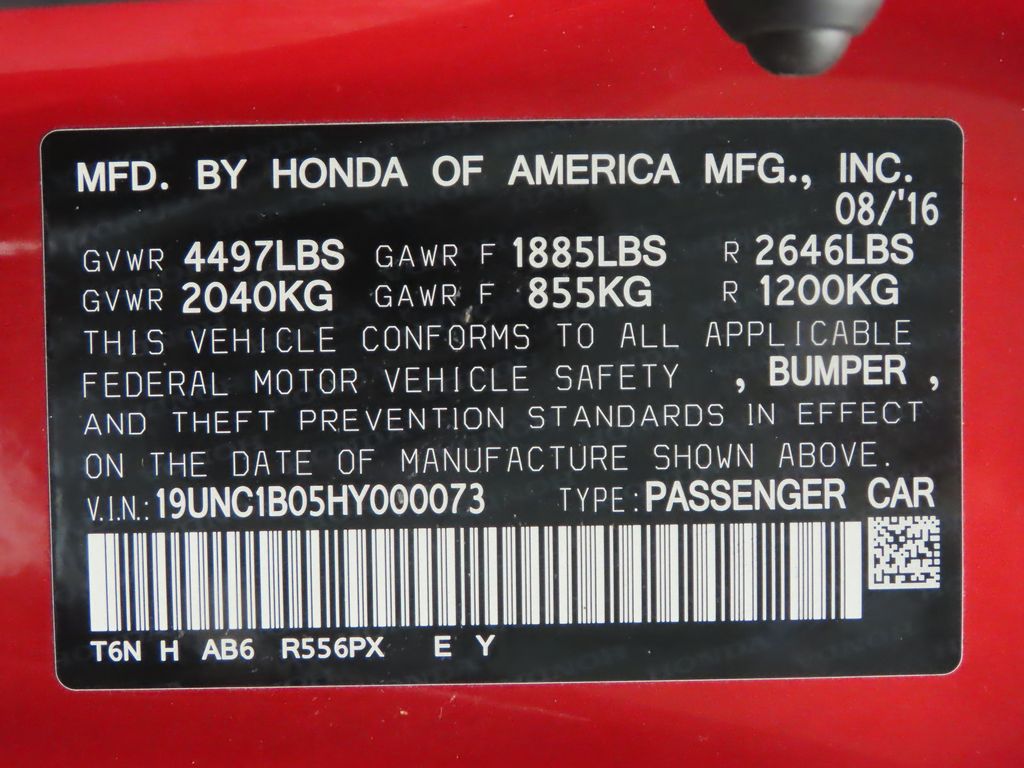 MFD. BY HONDA OF AMERICA MFG., INC.
08/'16
GVWR 4497LBS GAWR F 1885LBS R 2646LBS
GVWR 2040KG GAWR F 855KG R 1200KG
THIS VEHICLE CONFORMS TO ALL APPLICABLE
FEDERAL MOTOR VEHICLE SAFETY , BUMPER ,
AND THEFT PREVENTION STANDARDS IN EFFECT
ON THE DATE OF MANUFACTURE SHOWN ABOVE.
V.I.N.: 19UNC1B05HY000073 TYPE: PASSENGER CAR
T6N H AB6 R556PX E Y